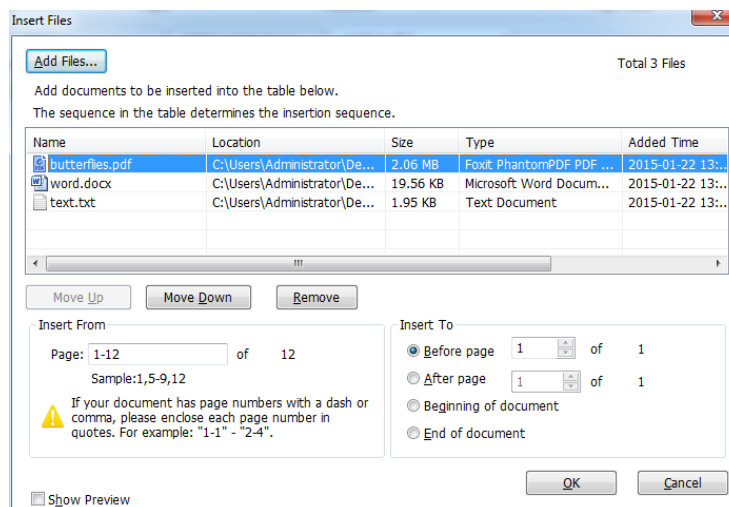 Insert Files
Add Files...
Total 3 Files
Add documents to be inserted into the table below.
The sequence in the table determines the insertion sequence.
Name Location Size Type Added Time
butterflies.pdf C:\Users\Administrator\De... 2.06 MB Foxit PhantomPDF PDF ... 2015-01-22 13:..
word.docx C:\Users\Administrator\De... 19.56 KB Microsoft Word Docum... 2015-01-22 13:..
text.txt C:\Users\Administrator\De... 1.95 KB Text Document 2015-01-22 13:..
Move Up Move Down Remove
Insert From
Page: 1-12 of 12
Sample:1,5-9,12
If your document has page numbers with a dash or
comma, please enclose each page number in
quotes. For example: "1-1" - "2-4".
Insert To
Before page 1 of 1
After page 1 of 1
Beginning of document
End of document
OK Cancel
Show Preview